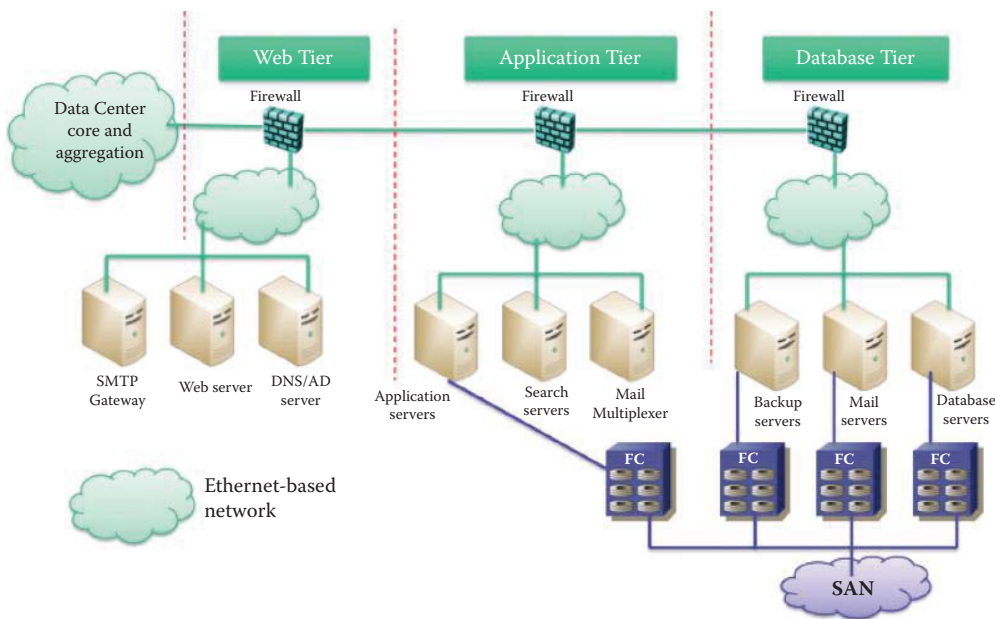 Web Tier
Application Tier
Database Tier
Data Center
core and
aggregation
Firewall
Firewall
Firewall
SMTP
Gateway
Web server
DNS/AD
server
Application
servers
Search
servers
Mail
Multiplexer
Backup
servers
Mail
servers
Database
servers
FC
FC
FC
FC
Ethernet-based
network
SAN